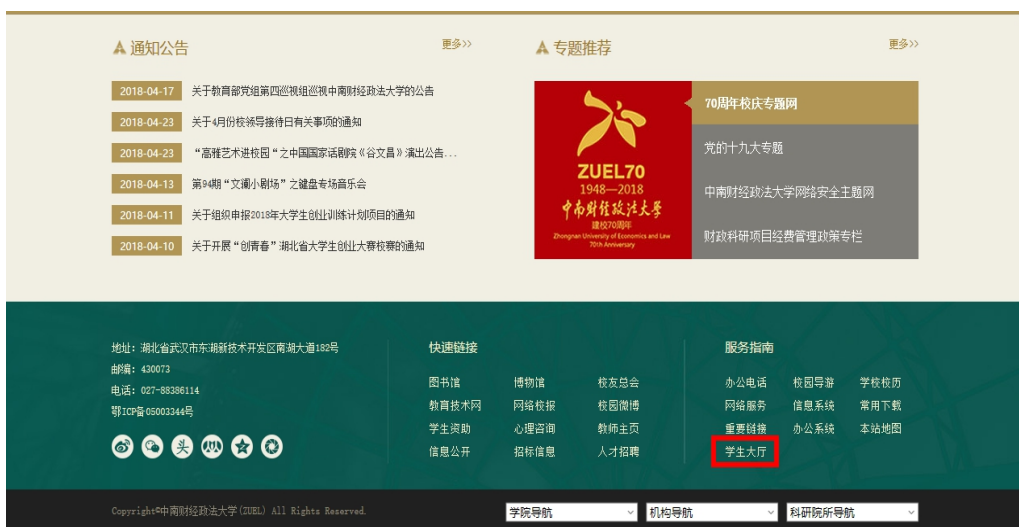 通知公告 更多>>
2018-04-17 关于教育部党组第四巡视组巡视中南财经政法大学的公告
2018-04-23 关于4月份校领导接待日有关事项的通知
2018-04-23 “高雅艺术进校园“之中国国家话剧院《谷文昌》演出公告...
2018-04-13 第94期“文澜小剧场”之键盘专场音乐会
2018-04-11 关于组织申报2018年大学生创业训练计划项目的通知
2018-04-10 关于开展“创青春”湖北省大学生创业大赛校赛的通知
专题推荐 更多>>
ZUEL70
1948—2018
中南财经政法大学
建校70周年
Zhongnan University of Economics and Law
70th Anniversary
70周年校庆专题网
党的十九大专题
中南财经政法大学网络安全主题网
财政科研项目经费管理政策专栏
地址：湖北省武汉市东湖新技术开发区南湖大道182号
邮编：430073
电话：027-88386114
鄂ICP备05003344号
头
快速链接
图书馆 博物馆 校友总会
教育技术网 网络校报 校园微博
学生资助 心理咨询 教师主页
信息公开 招标信息 人才招聘
服务指南
办公电话 校园导游 学校校历
网络服务 信息系统 常用下载
重要链接 办公系统 本站地图
学生大厅
Copyright©中南财经政法大学(ZUEL) All Rights Reserved.
学院导航 机构导航 科研院所导航